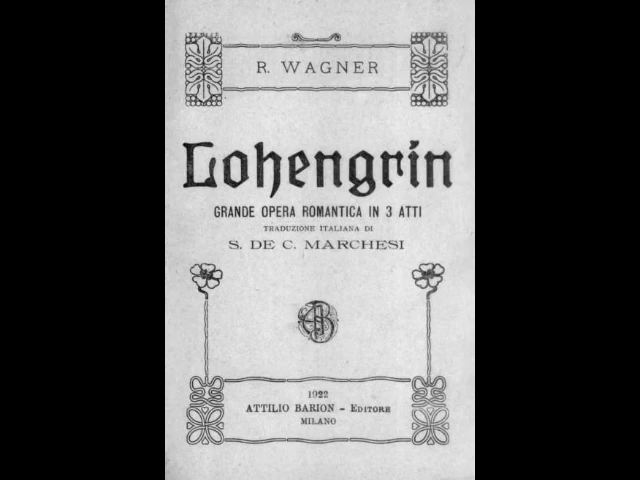 R. WAGNER
Lohengrin
GRANDE OPERA ROMANTICA IN 3 ATTI
TRADUZIONE ITALIANA DI
S. DE C. MARCHESI
1922
ATTILIO BARION - EDITORE
MILANO